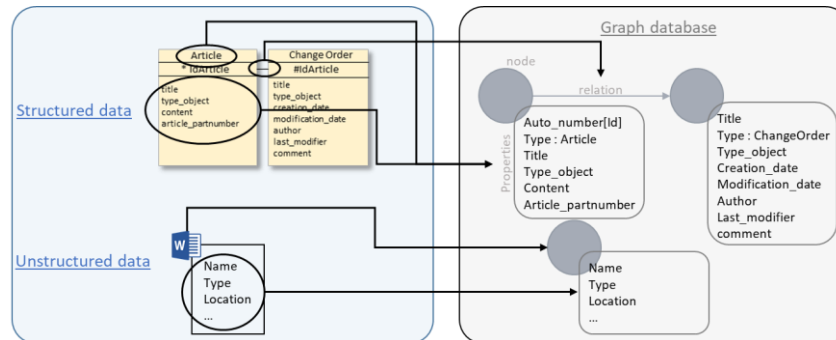 Structured data
Article
* IdArticle
title
type_object
content
article_partnumber
Change Order
#IdArticle
title
type_object
creation_date
modification_date
author
last_modifier
comment
Unstructured data
W
Name
Type
Location
...
Graph database
node
relation
Properties
Auto_number[Id]
Type : Article
Title
Type_object
Content
Article_partnumber
Title
Type : ChangeOrder
Type_object
Creation_date
Modification_date
Author
Last_modifier
comment
Name
Type
Location
...